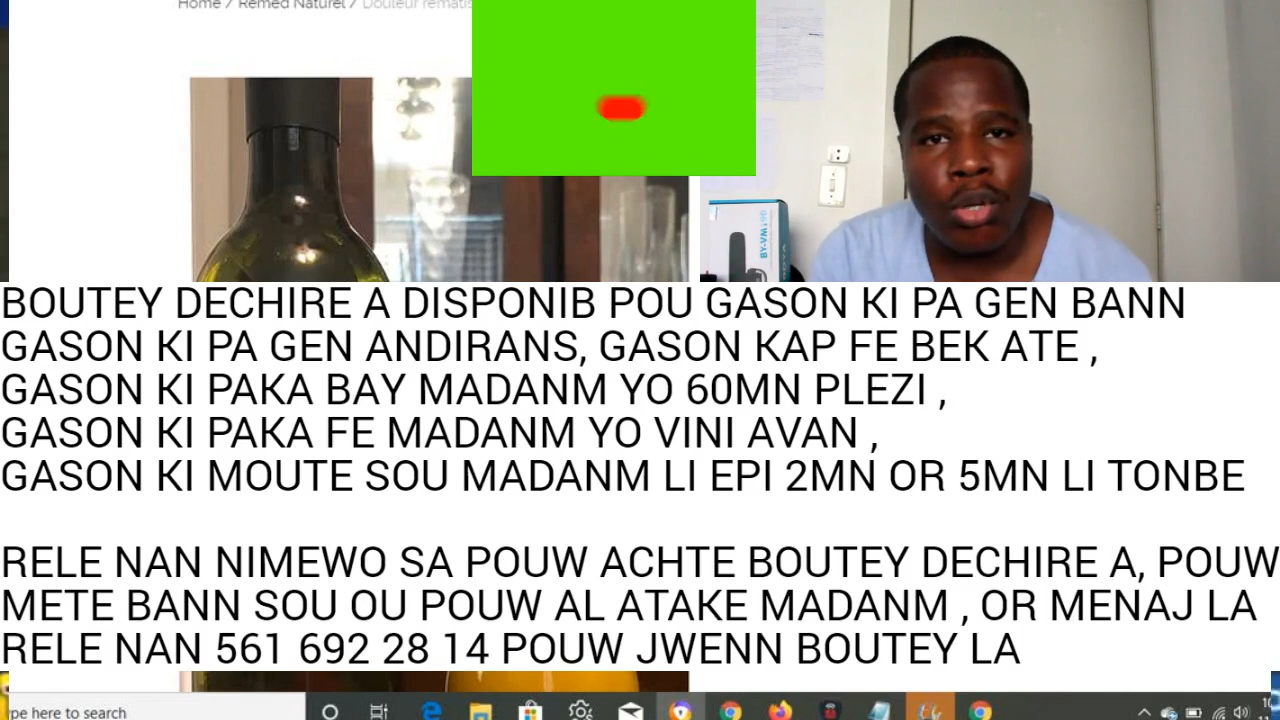 Home / Remed Naturel / Douleur
BY-VM190
BOUTEY DECHIRE A DISPONIB POU GASON KI PA GEN BANN
GASON KI PA GEN ANDIRANS, GASON KAP FE BEK ATE ,
GASON KI PAKA BAY MADANM YO 60MN PLEZI ,
GASON KI PAKA FE MADANM YO VINI AVAN ,
GASON KI MOUTE SOU MADANM LI EPI 2MN OR 5MN LI TONBE
RELE NAN NIMEWO SA POUW ACHTE BOUTEY DECHIRE A, POUW
METE BANN SOU OU POUW AL ATAKE MADANM , OR MENAJ LA
RELE NAN 561 692 28 14 POUW JWENN BOUTEY LA
here to search